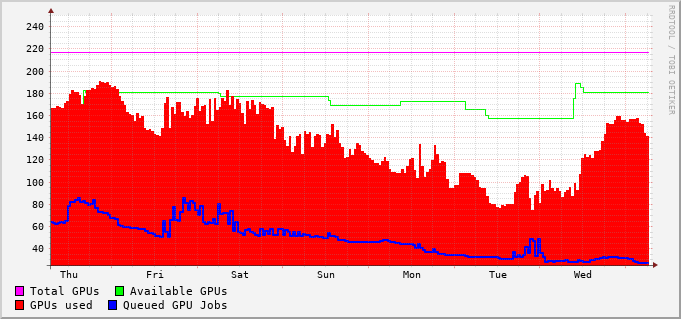 RRDTOOL / TOBI OETIKER
240
220
200
180
160
140
120
100
80
60
40
Thu Fri Sat Sun Mon Tue Wed
Total GPUs Available GPUs
GPUs used Queued GPU Jobs